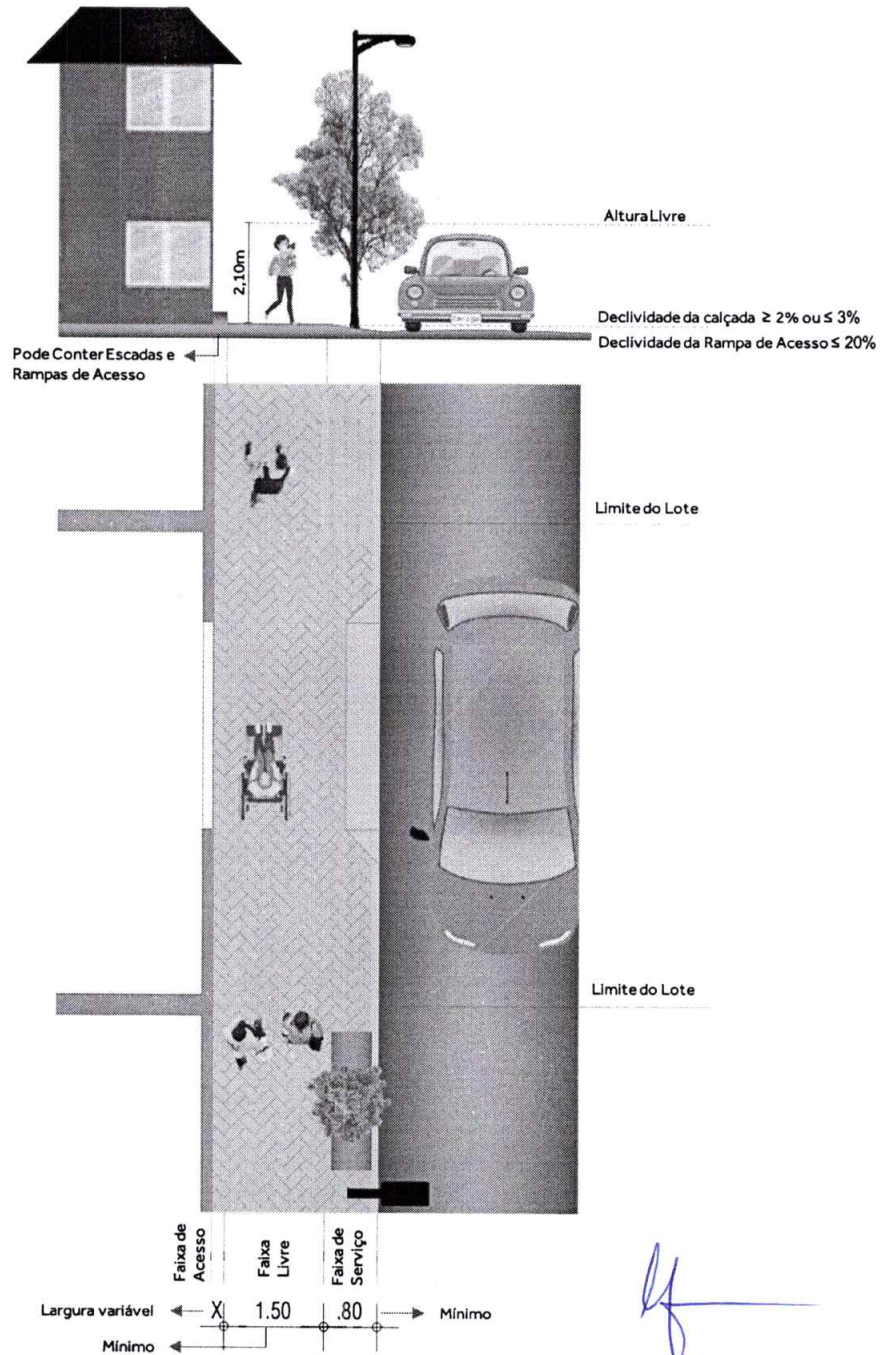 Altura Livre
2,10m
Declividade da calçada ≥ 2% ou ≤ 3%
Declividade da Rampa de Acesso ≤ 20%
Pode Conter Escadas e
Rampas de Acesso
Limite do Lote
Limite do Lote
Faixa de
Acesso
Faixa
Livre
Faixa de
Serviço
Largura variável
X
1.50
.80
Mínimo
Mínimo